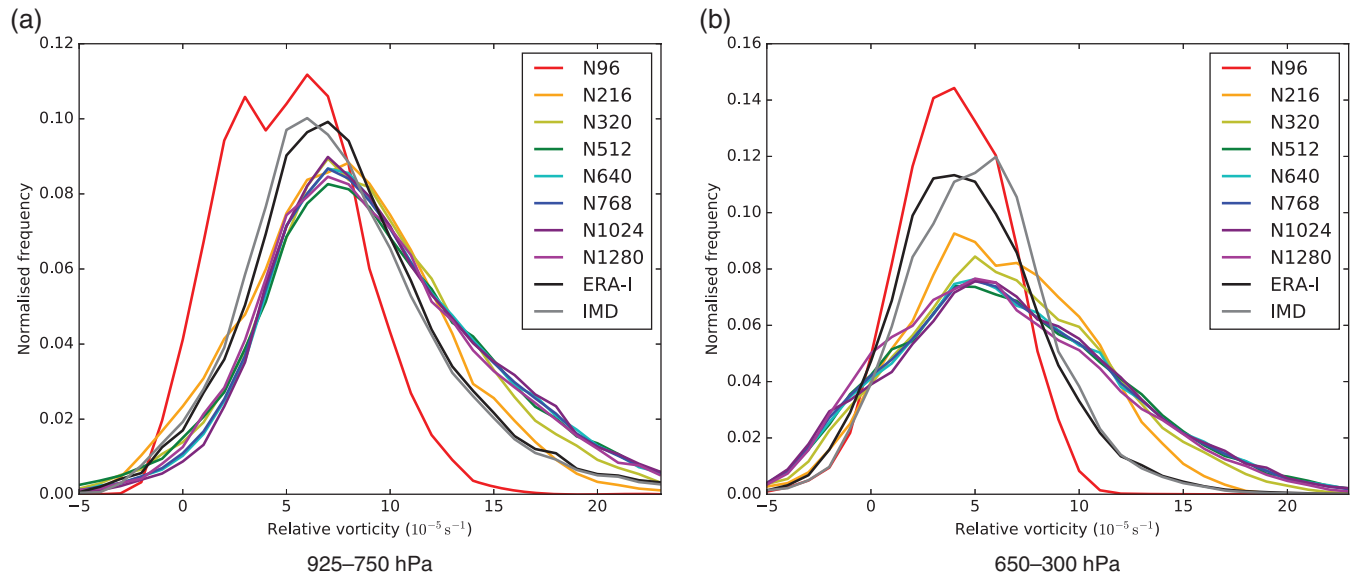 (a)
0.12
0.10
0.08
0.06
0.04
0.02
0.00
Normalised frequency
−5
0
5
10
15
20
Relative vorticity (10⁻⁵ s⁻¹)
N96
N216
N320
N512
N640
N768
N1024
N1280
ERA-I
IMD
925–750 hPa
(b)
0.16
0.14
0.12
0.10
0.08
0.06
0.04
0.02
0.00
Normalised frequency
−5
0
5
10
15
20
Relative vorticity (10⁻⁵ s⁻¹)
N96
N216
N320
N512
N640
N768
N1024
N1280
ERA-I
IMD
650–300 hPa